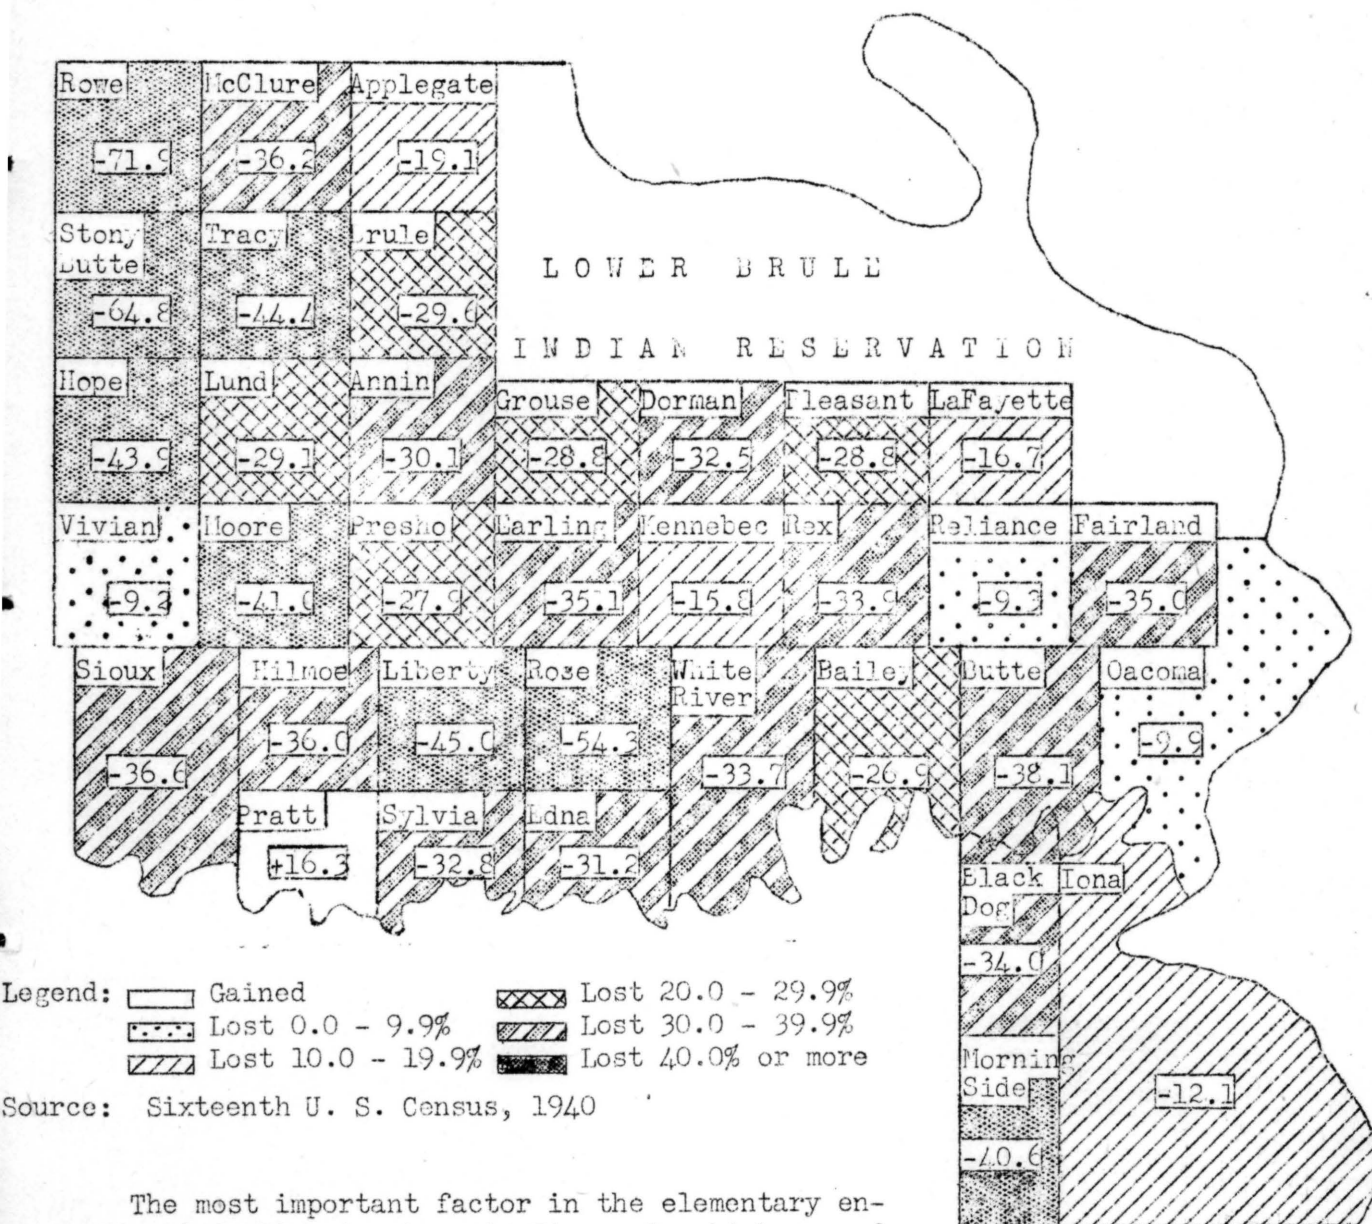 Rowe McClure Applegate
-71.9 -36.2 -19.1
Stony Butte Tracy Brule
-64.8 -44.4 -29.6
LOWER BRULE
INDIAN RESERVATION
Hope Lund Annin
Grouse Dorman Pleasant LaFayette
-43.9 -29.1 -30.1 -28.8 -32.5 -28.8 -16.7
Vivian Moore Presho Earling Kennebec Rex Reliance Fairland
-9.2 -41.0 -27.9 -35.1 -15.8 -33.9 -9.3 -35.0
Sioux Hilmoe Liberty Rose White River Bailey Butte Oacoma
-36.0 -45.0 -54.3 -9.9
-36.6 -33.7 -26.9 -38.1
Pratt Sylvia Edna
+16.3 -32.8 -31.2
Black Dog Iona
-34.0
Legend: Gained Lost 20.0 - 29.9%
Lost 0.0 - 9.9% Lost 30.0 - 39.9%
Lost 10.0 - 19.9% Lost 40.0% or more
Morning Side
-12.1
-40.6
Source: Sixteenth U. S. Census, 1940
The most important factor in the elementary en-